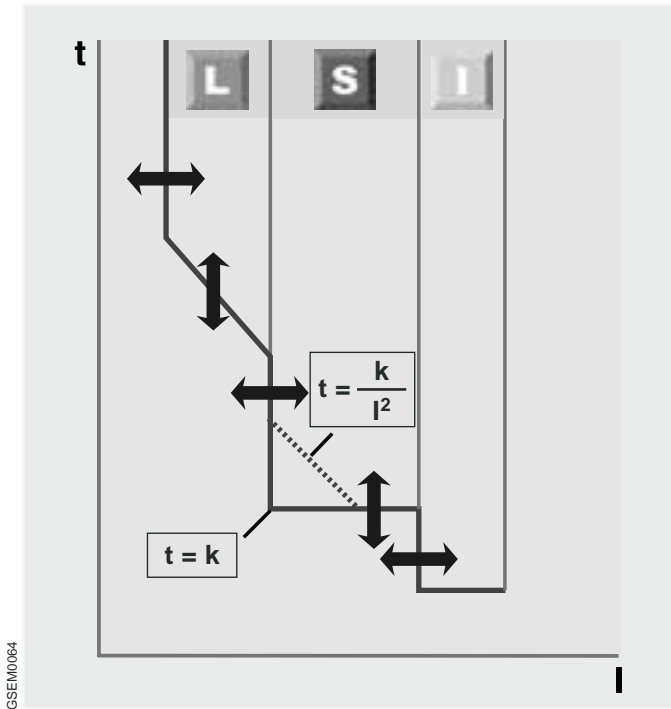 t
L S I
t = k
I2
t = k
I
GSEM0064